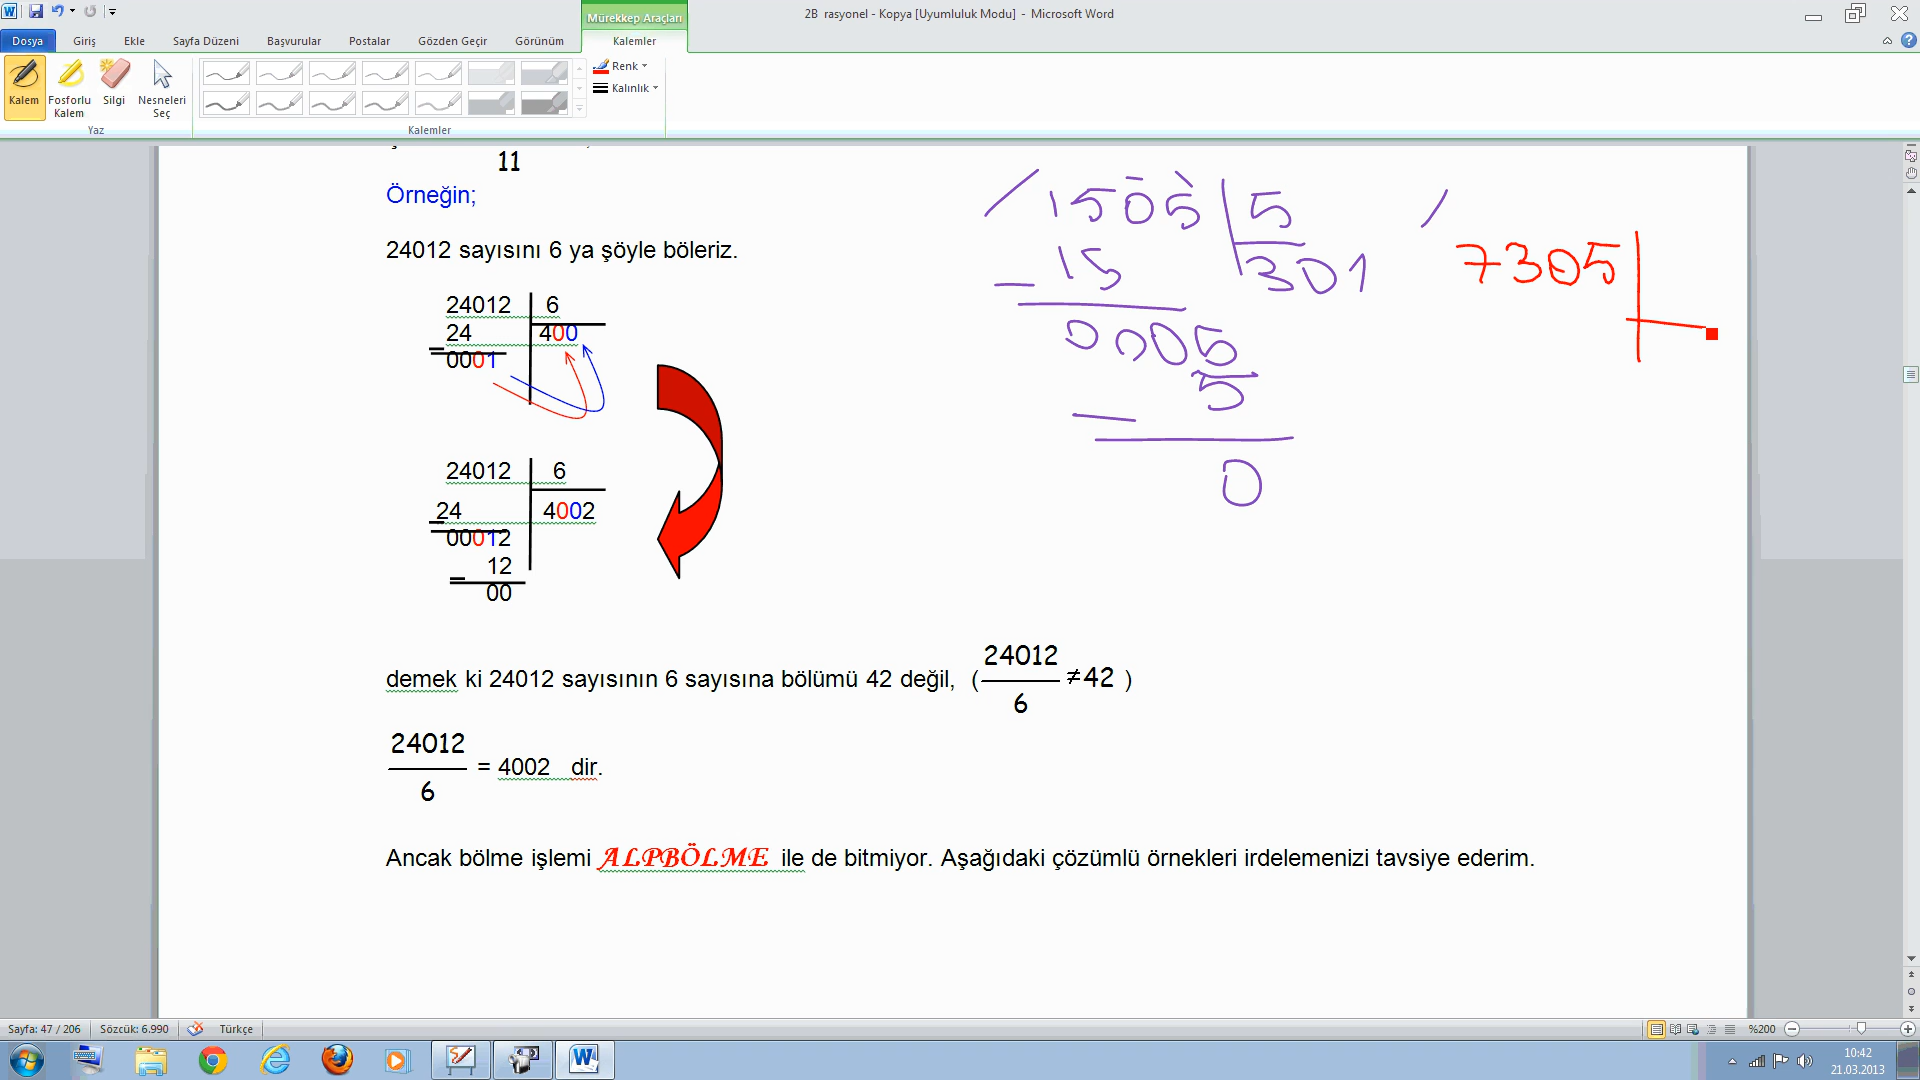 2B rasyonel - Kopya [Uyumluluk Modu] - Microsoft Word
Mürekkep Araçları
Dosya Giriş Ekle Sayfa Düzeni Başvurular Postalar Gözden Geçir Görünüm Kalemler
Kalem Fosforlu Kalem Silgi Nesneleri Seç
Renk
Kalınlık
Yaz Kalemler
11
Örneğin;
24012 sayısını 6 ya şöyle böleriz.
24012 6
24 400
0001
24012 6
24 4002
00012
12
00
1505 5
15 301
0005
5
0
7305
demek ki 24012 sayısının 6 sayısına bölümü 42 değil, ( 24012 / 6 ≠ 42 )
24012 / 6 = 4002 dir.
Ancak bölme işlemi ALPBÖLME ile de bitmiyor. Aşağıdaki çözümlü örnekleri irdelemenizi tavsiye ederim.
Sayfa: 47 / 206 Sözcük: 6.990 Türkçe %200
10:42
21.03.2013